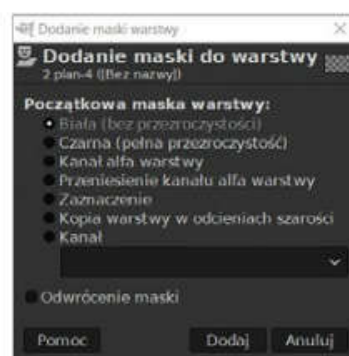 Dodanie maski warstwy
Dodanie maski do warstwy
2 plan-4 ([Bez nazwy])
Początkowa maska warstwy:
Biała (bez przezroczystości)
Czarna (pełna przezroczystość)
Kanał alfa warstwy
Przeniesienie kanału alfa warstwy
Zaznaczenie
Kopia warstwy w odcieniach szarości
Kanał
Odwrócenie maski
Pomoc
Dodaj
Anuluj